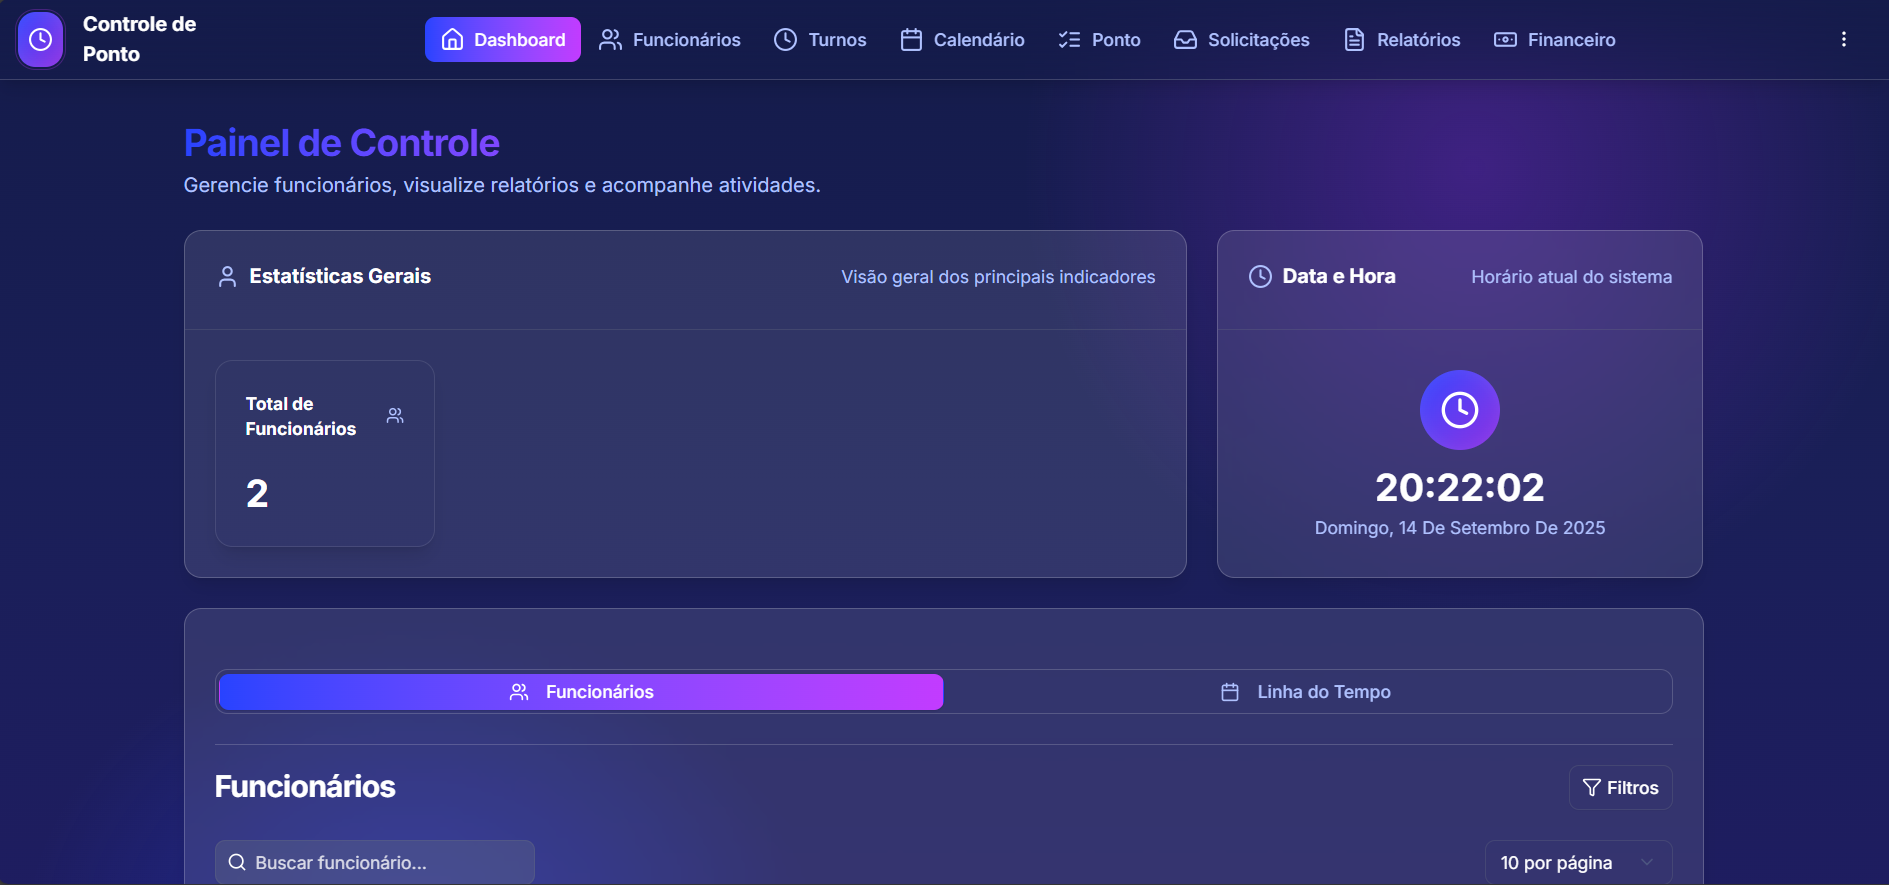 Controle de
Ponto
Dashboard
Funcionários
Turnos
Calendário
Ponto
Solicitações
Relatórios
Financeiro
Painel de Controle
Gerencie funcionários, visualize relatórios e acompanhe atividades.
Estatísticas Gerais
Visão geral dos principais indicadores
Total de
Funcionários
2
Data e Hora
Horário atual do sistema
20:22:02
Domingo, 14 De Setembro De 2025
Funcionários
Linha do Tempo
Funcionários
Filtros
Buscar funcionário...
10 por página